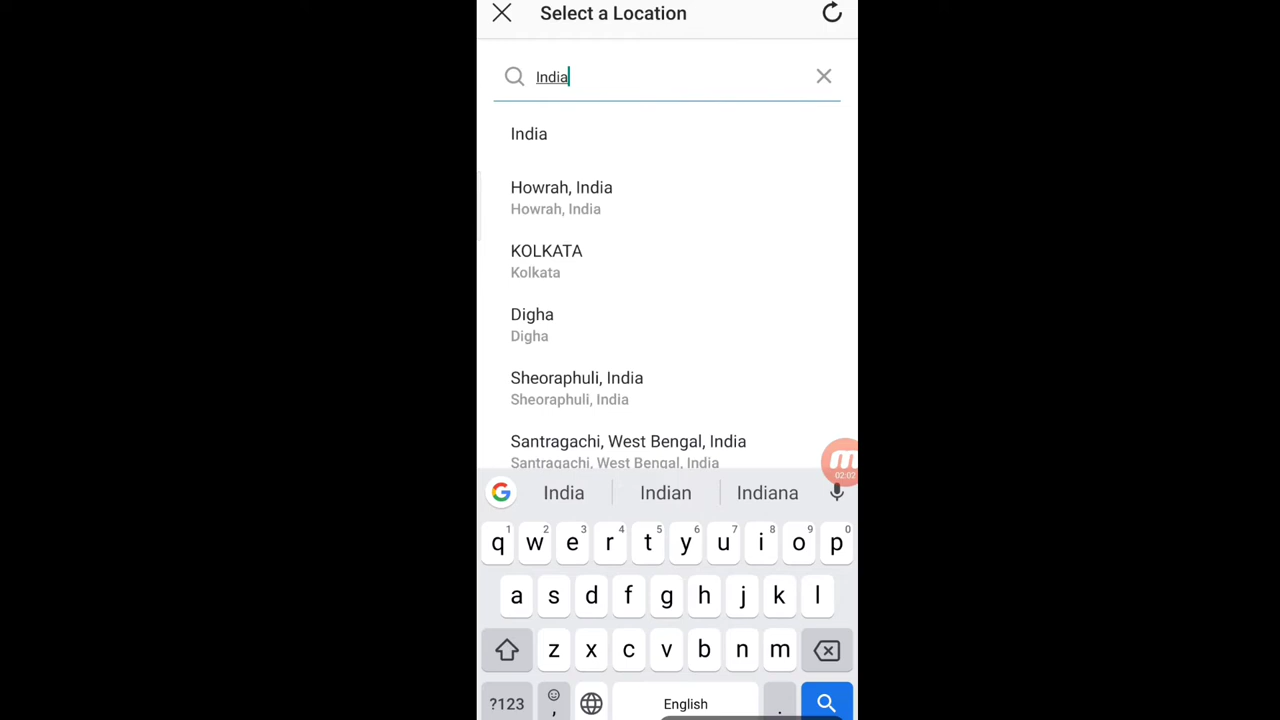 Select a Location
India
India
Howrah, India
Howrah, India
KOLKATA
Kolkata
Digha
Digha
Sheoraphuli, India
Sheoraphuli, India
Santragachi, West Bengal, India
Santragachi, West Bengal, India
02:02
India Indian Indiana
1 2 3 4 5 6 7 8 9 0
q w e r t y u i o p
a s d f g h j k l
z x c v b n m
?123 , English .